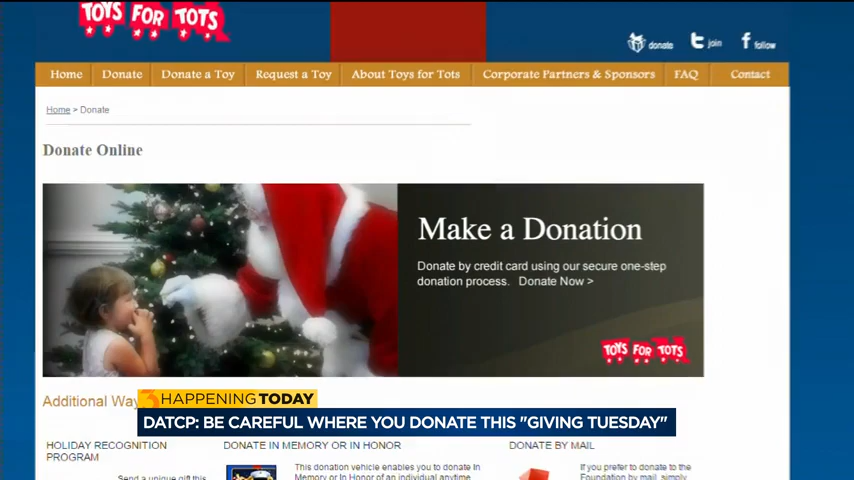 TOYS FOR TOTS
donate
join
follow
Home
Donate
Donate a Toy
Request a Toy
About Toys for Tots
Corporate Partners & Sponsors
FAQ
Contact
Home > Donate
Donate Online
Make a Donation
Donate by credit card using our secure one-step
donation process. Donate Now >
TOYS FOR TOTS
Additional Way
3 HAPPENING TODAY
DATCP: BE CAREFUL WHERE YOU DONATE THIS "GIVING TUESDAY"
HOLIDAY RECOGNITION
PROGRAM
Send a unique gift this
DONATE IN MEMORY OR IN HONOR
This donation vehicle enables you to donate In
Memory or In Honor of an individual anytime
DONATE BY MAIL
If you prefer to donate to the
Foundation by mail, simply